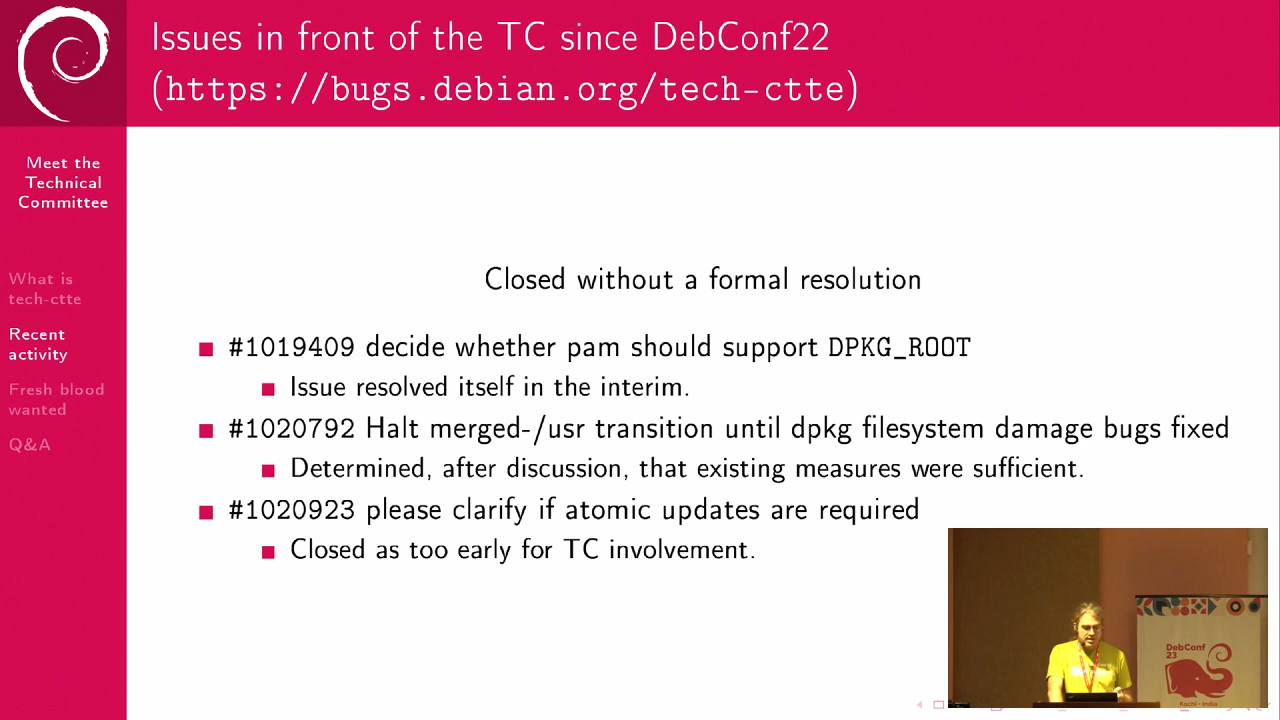 Issues in front of the TC since DebConf22
(https://bugs.debian.org/tech-ctte)
Meet the
Technical
Committee
What is
tech-ctte
Recent
activity
Fresh blood
wanted
Q&A
Closed without a formal resolution
#1019409 decide whether pam should support DPKG_ROOT
Issue resolved itself in the interim.
#1020792 Halt merged-/usr transition until dpkg filesystem damage bugs fixed
Determined, after discussion, that existing measures were sufficient.
#1020923 please clarify if atomic updates are required
Closed as too early for TC involvement.
DebConf
23
Kochi · India